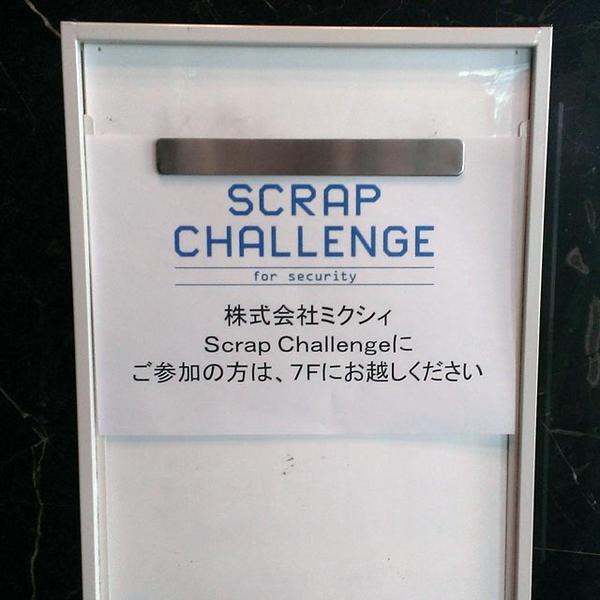 SCRAP
CHALLENGE
for security
株式会社ミクシィ
Scrap Challengeに
ご参加の方は、7Fにお越しください